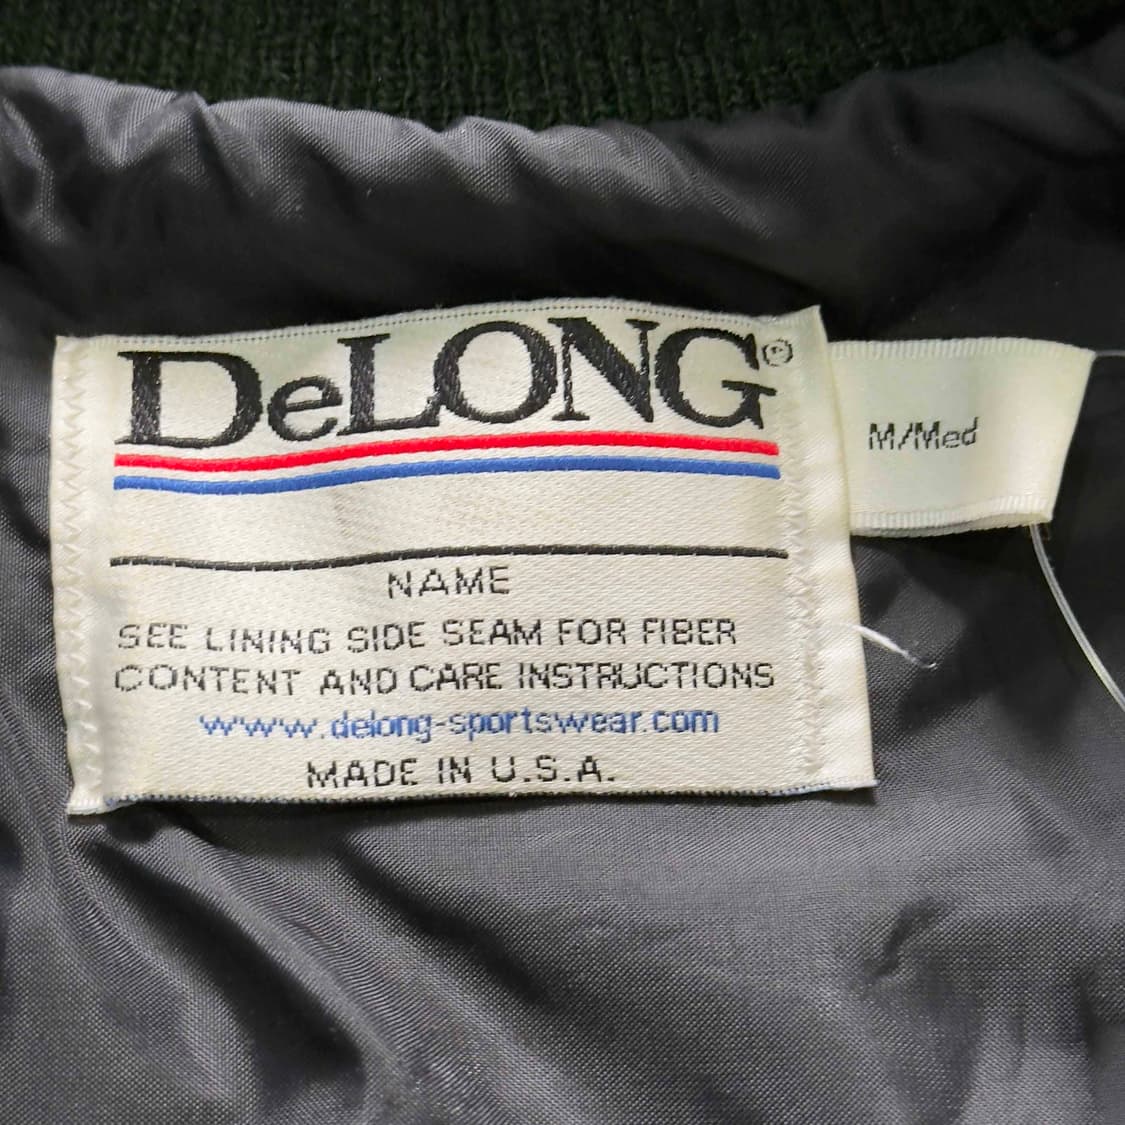 DeLONG®
M/Med
NAME
SEE LINING SIDE SEAM FOR FIBER
CONTENT AND CARE INSTRUCTIONS
www.delong-sportswear.com
MADE IN U.S.A.